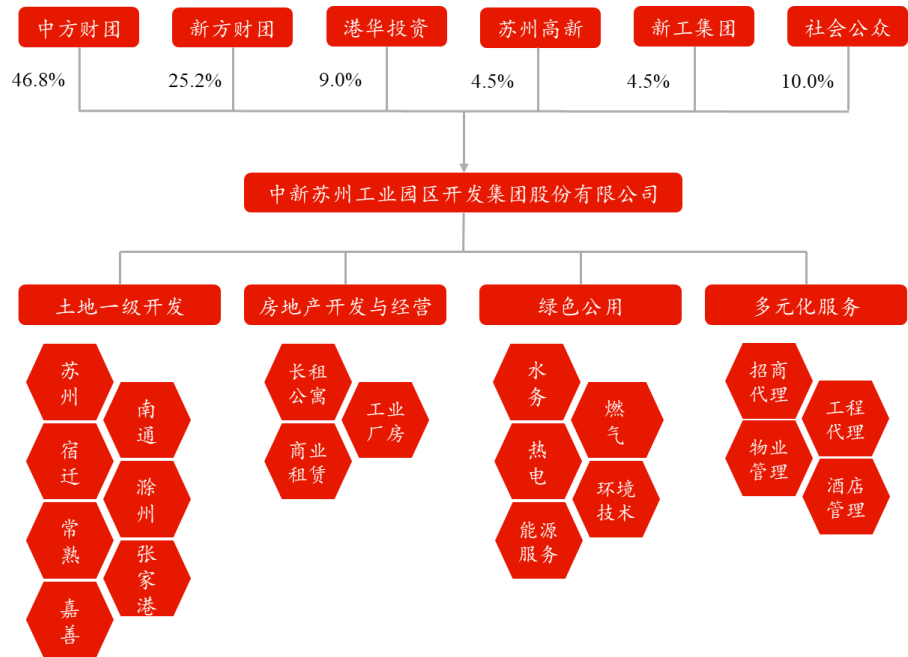 中方财团
新方财团
港华投资
苏州高新
新工集团
社会公众
46.8%
25.2%
9.0%
4.5%
4.5%
10.0%
中新苏州工业园区开发集团股份有限公司
土地一级开发
房地产开发与经营
绿色公用
多元化服务
苏
州
南
通
宿
迁
滁
州
常
熟
张
家
港
嘉
善
长租
公寓
工业
厂房
商业
租赁
水
务
燃
气
热
电
环境
技术
能源
服务
招商
代理
工程
代理
物业
管理
酒店
管理